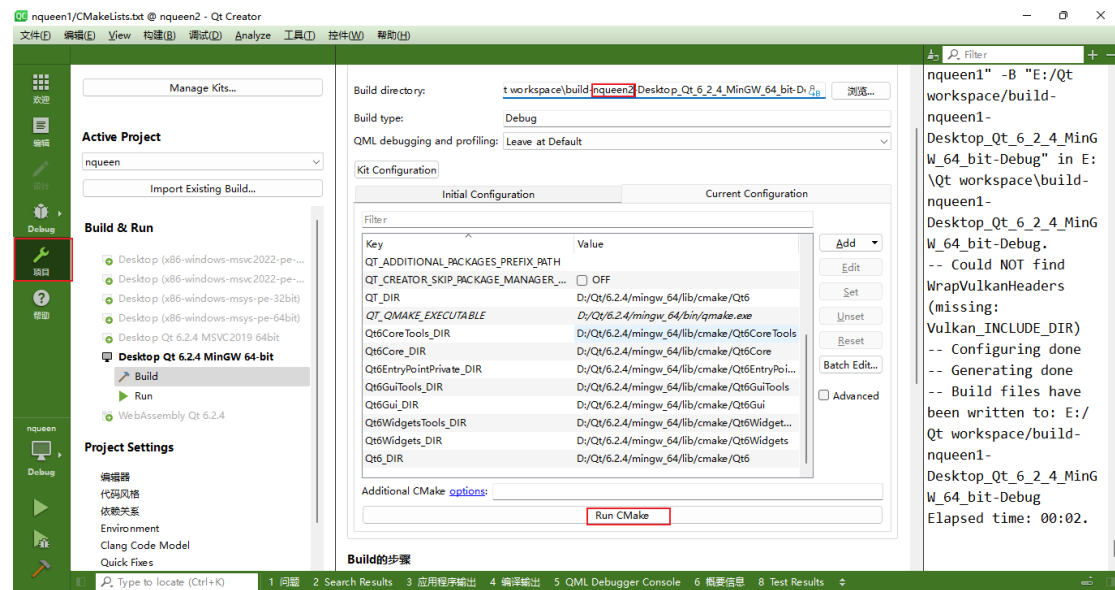 nqueen1/CMakeLists.txt @ nqueen2 - Qt Creator
文件(F) 编辑(E) View 构建(B) 调试(D) Analyze 工具(T) 控件(W) 帮助(H)
欢迎
编辑
设计
Debug
项目
帮助
nqueen
Debug
Manage Kits...
Active Project
nqueen
Import Existing Build...
Build & Run
Desktop (x86-windows-msvc2022-pe-...
Desktop (x86-windows-msvc2022-pe-...
Desktop (x86-windows-msys-pe-32bit)
Desktop (x86-windows-msys-pe-64bit)
Desktop Qt 6.2.4 MSVC2019 64bit
Desktop Qt 6.2.4 MinGW 64-bit
Build
Run
WebAssembly Qt 6.2.4
Project Settings
编辑器
代码风格
依赖关系
Environment
Clang Code Model
Quick Fixes
Build directory: t workspace\build-nqueen2-Desktop_Qt_6_2_4_MinGW_64_bit-D 浏览...
Build type: Debug
QML debugging and profiling: Leave at Default
Kit Configuration
Initial Configuration Current Configuration
Filter
Key Value
QT_ADDITIONAL_PACKAGES_PREFIX_PATH
QT_CREATOR_SKIP_PACKAGE_MANAGER_... OFF
QT_DIR D:/Qt/6.2.4/mingw_64/lib/cmake/Qt6
QT_QMAKE_EXECUTABLE D:/Qt/6.2.4/mingw_64/bin/qmake.exe
Qt6CoreTools_DIR D:/Qt/6.2.4/mingw_64/lib/cmake/Qt6CoreTools
Qt6Core_DIR D:/Qt/6.2.4/mingw_64/lib/cmake/Qt6Core
Qt6EntryPointPrivate_DIR D:/Qt/6.2.4/mingw_64/lib/cmake/Qt6EntryPoi...
Qt6GuiTools_DIR D:/Qt/6.2.4/mingw_64/lib/cmake/Qt6GuiTools
Qt6Gui_DIR D:/Qt/6.2.4/mingw_64/lib/cmake/Qt6Gui
Qt6WidgetsTools_DIR D:/Qt/6.2.4/mingw_64/lib/cmake/Qt6Widget...
Qt6Widgets_DIR D:/Qt/6.2.4/mingw_64/lib/cmake/Qt6Widgets
Qt6_DIR D:/Qt/6.2.4/mingw_64/lib/cmake/Qt6
Add
Edit
Set
Unset
Reset
Batch Edit...
Advanced
Additional CMake options:
Run CMake
Build的步骤
Filter
nqueen1" -B "E:/Qt
workspace/build-
nqueen1-
Desktop_Qt_6_2_4_MinG
W_64_bit-Debug" in E:
\Qt workspace\build-
nqueen1-
Desktop_Qt_6_2_4_MinG
W_64_bit-Debug.
-- Could NOT find
WrapVulkanHeaders
(missing:
Vulkan_INCLUDE_DIR)
-- Configuring done
-- Generating done
-- Build files have
been written to: E:/
Qt workspace/build-
nqueen1-
Desktop_Qt_6_2_4_MinG
W_64_bit-Debug
Elapsed time: 00:02.
Type to locate (Ctrl+K) 1 问题 2 Search Results 3 应用程序输出 4 编译输出 5 QML Debugger Console 6 概要信息 8 Test Results